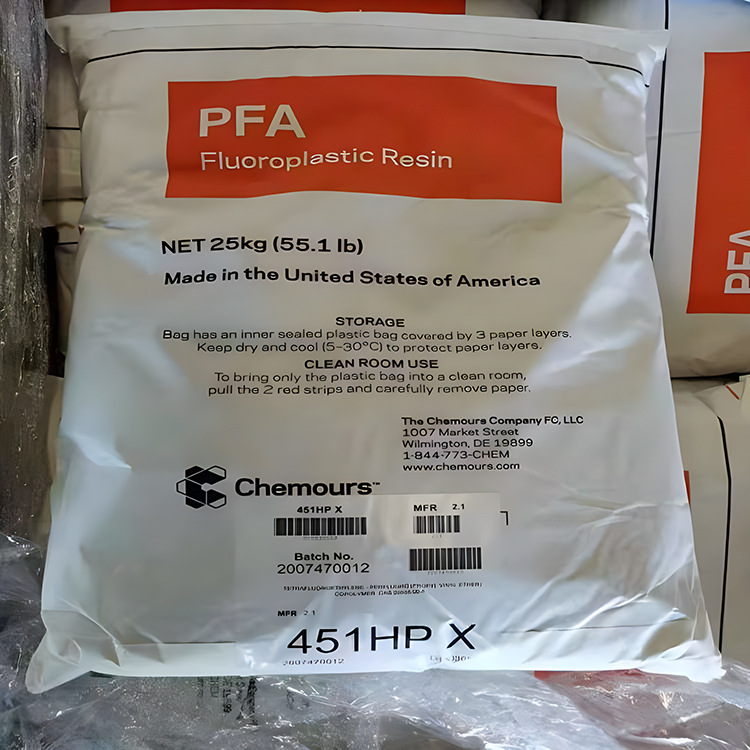 PFA
Fluoroplastic Resin
NET 25kg (55.1 lb)
Made in the United States of America
STORAGE
Bag has an inner sealed plastic bag covered by 3 paper layers.
Keep dry and cool (5-30°C) to protect paper layers.
CLEAN ROOM USE
To bring only the plastic bag into a clean room,
pull the 2 red strips and carefully remove paper.
The Chemours Company FC, LLC
1007 Market Street
Wilmington, DE 19899
1-844-773-CHEM
www.chemours.com
Chemours™
451HP X
MFR 2.1
Batch No.
2007470012
COPOLYMER
MFR 2.1
451HP X
2007470012
PFA